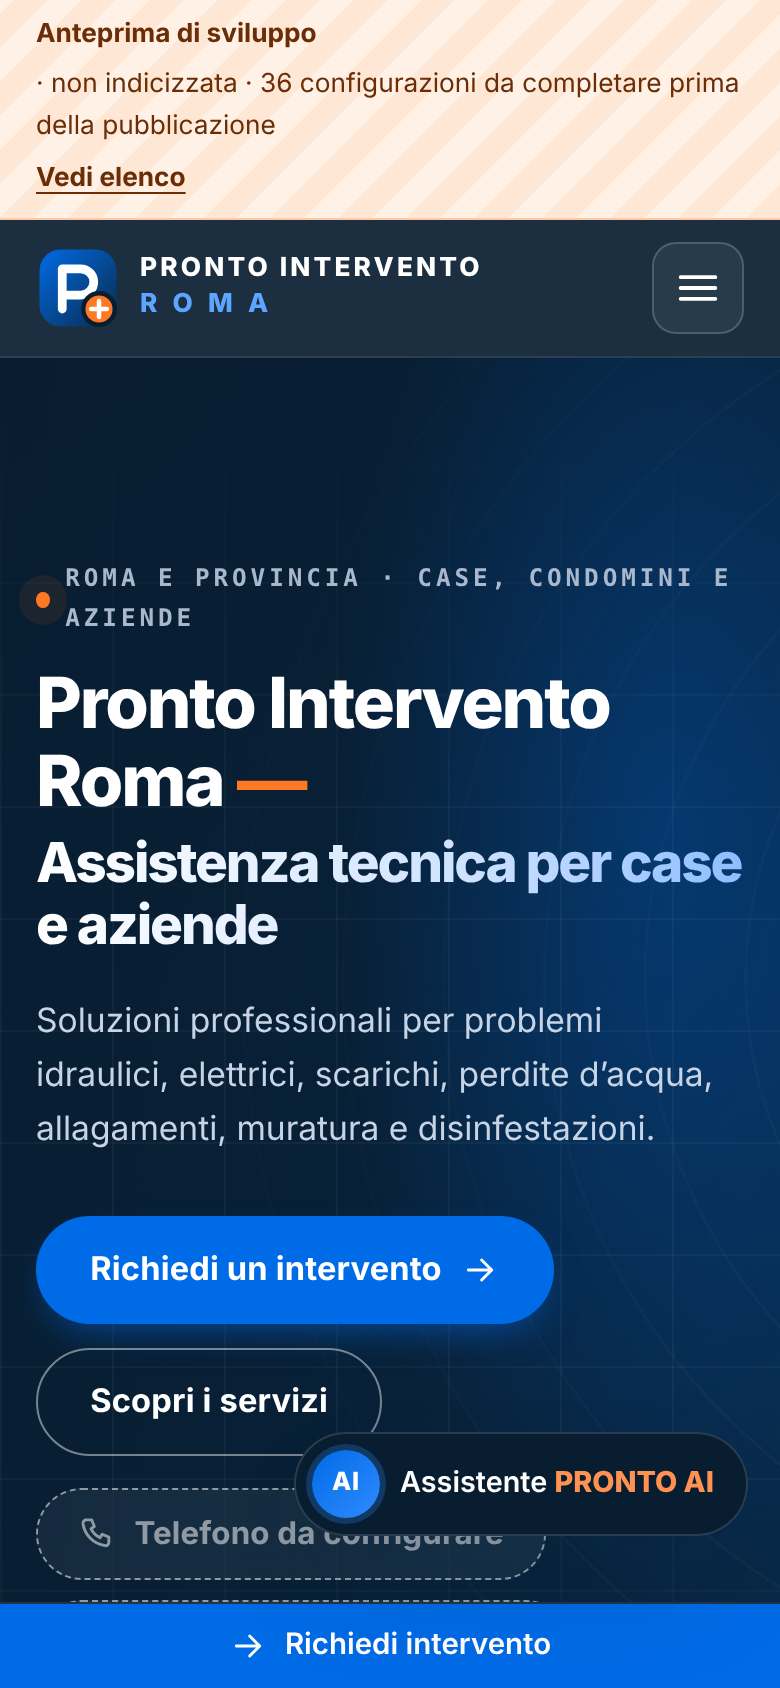 Anteprima di sviluppo
· non indicizzata · 36 configurazioni da completare prima
della pubblicazione
Vedi elenco
PRONTO INTERVENTO
ROMA
ROMA E PROVINCIA · CASE, CONDOMINI E
AZIENDE
Pronto Intervento
Roma —
Assistenza tecnica per case
e aziende
Soluzioni professionali per problemi
idraulici, elettrici, scarichi, perdite d’acqua,
allagamenti, muratura e disinfestazioni.
Richiedi un intervento →
Scopri i servizi
AI Assistente PRONTO AI
Telefono da configurare
→ Richiedi intervento